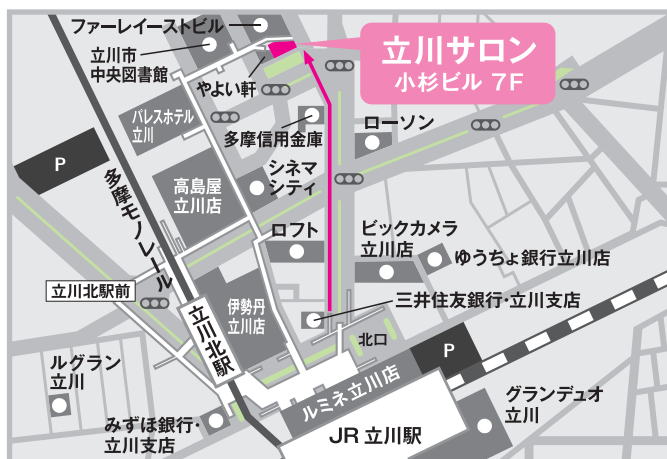 ファーレイーストビル
立川市
中央図書館
やよい軒
立川サロン
小杉ビル 7F
パレスホテル
立川
多摩信用金庫
ローソン
P
多摩モノレール
高島屋
立川店
シネマ
シティ
ロフト
ビックカメラ
立川店
ゆうちょ銀行立川店
立川北駅前
立川北駅
伊勢丹
立川店
三井住友銀行・立川支店
北口
P
ルグラン
立川
ルミネ立川店
グランデュオ
立川
みずほ銀行・
立川支店
JR 立川駅